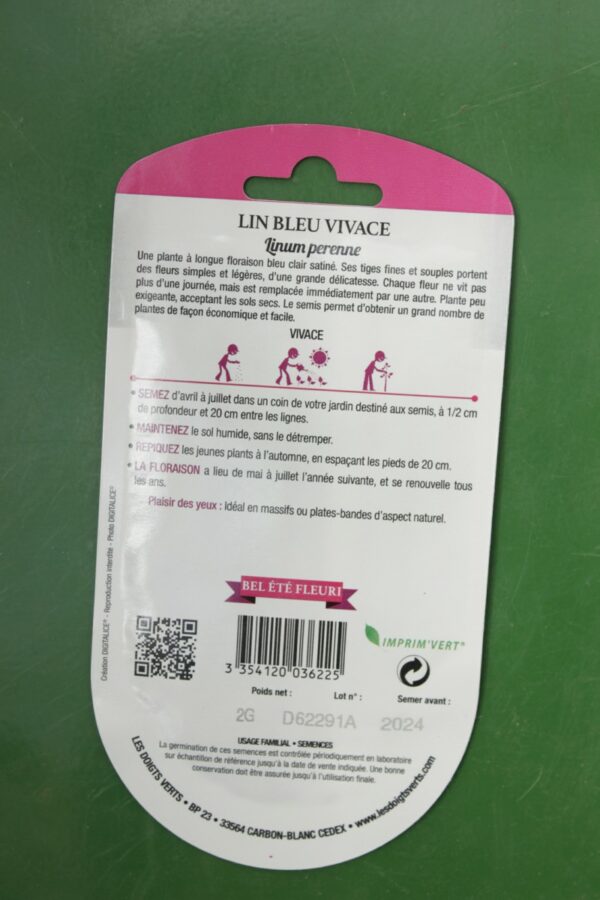 LIN BLEU VIVACE
Linum perenne
Une plante à longue floraison bleu clair satiné. Ses tiges fines et souples portent
des fleurs simples et légères, d'une grande délicatesse. Chaque fleur ne vit pas
plus d'une journée, mais est remplacée immédiatement par une autre. Plante peu
exigeante, acceptant les sols secs. Le semis permet d'obtenir un grand nombre de
plantes de façon économique et facile.
VIVACE
• SEMEZ d'avril à juillet dans un coin de votre jardin destiné aux semis, à 1/2 cm
de profondeur et 20 cm entre les lignes.
• MAINTENEZ le sol humide, sans le détremper.
• REPIQUEZ les jeunes plants à l'automne, en espaçant les pieds de 20 cm.
• LA FLORAISON a lieu de mai à juillet l'année suivante, et se renouvelle tous
les ans.
Plaisir des yeux : Idéal en massifs ou plates-bandes d'aspect naturel.
Création DIGITALICE® - Reproduction interdite - Photo DIGITALICE®
BEL ÉTÉ FLEURI
IMPRIM'VERT®
3 354120 036225
Poids net : Lot n° : Semer avant :
2G D62291A 2024
USAGE FAMILIAL • SEMENCES
La germination de ces semences est contrôlée périodiquement en laboratoire
sur échantillon de référence jusqu'à la date de vente indiquée. Une bonne
conservation doit être assurée jusqu'à l'utilisation finale.
LES DOIGTS VERTS • BP 23 • 33564 CARBON-BLANC CEDEX • www.lesdoigtsverts.com